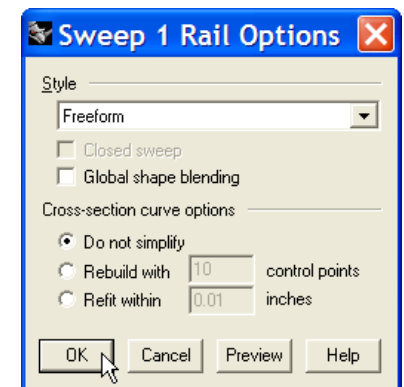 Sweep 1 Rail Options
Style
Freeform
Closed sweep
Global shape blending
Cross-section curve options
Do not simplify
Rebuild with 10 control points
Refit within 0.01 inches
OK Cancel Preview Help